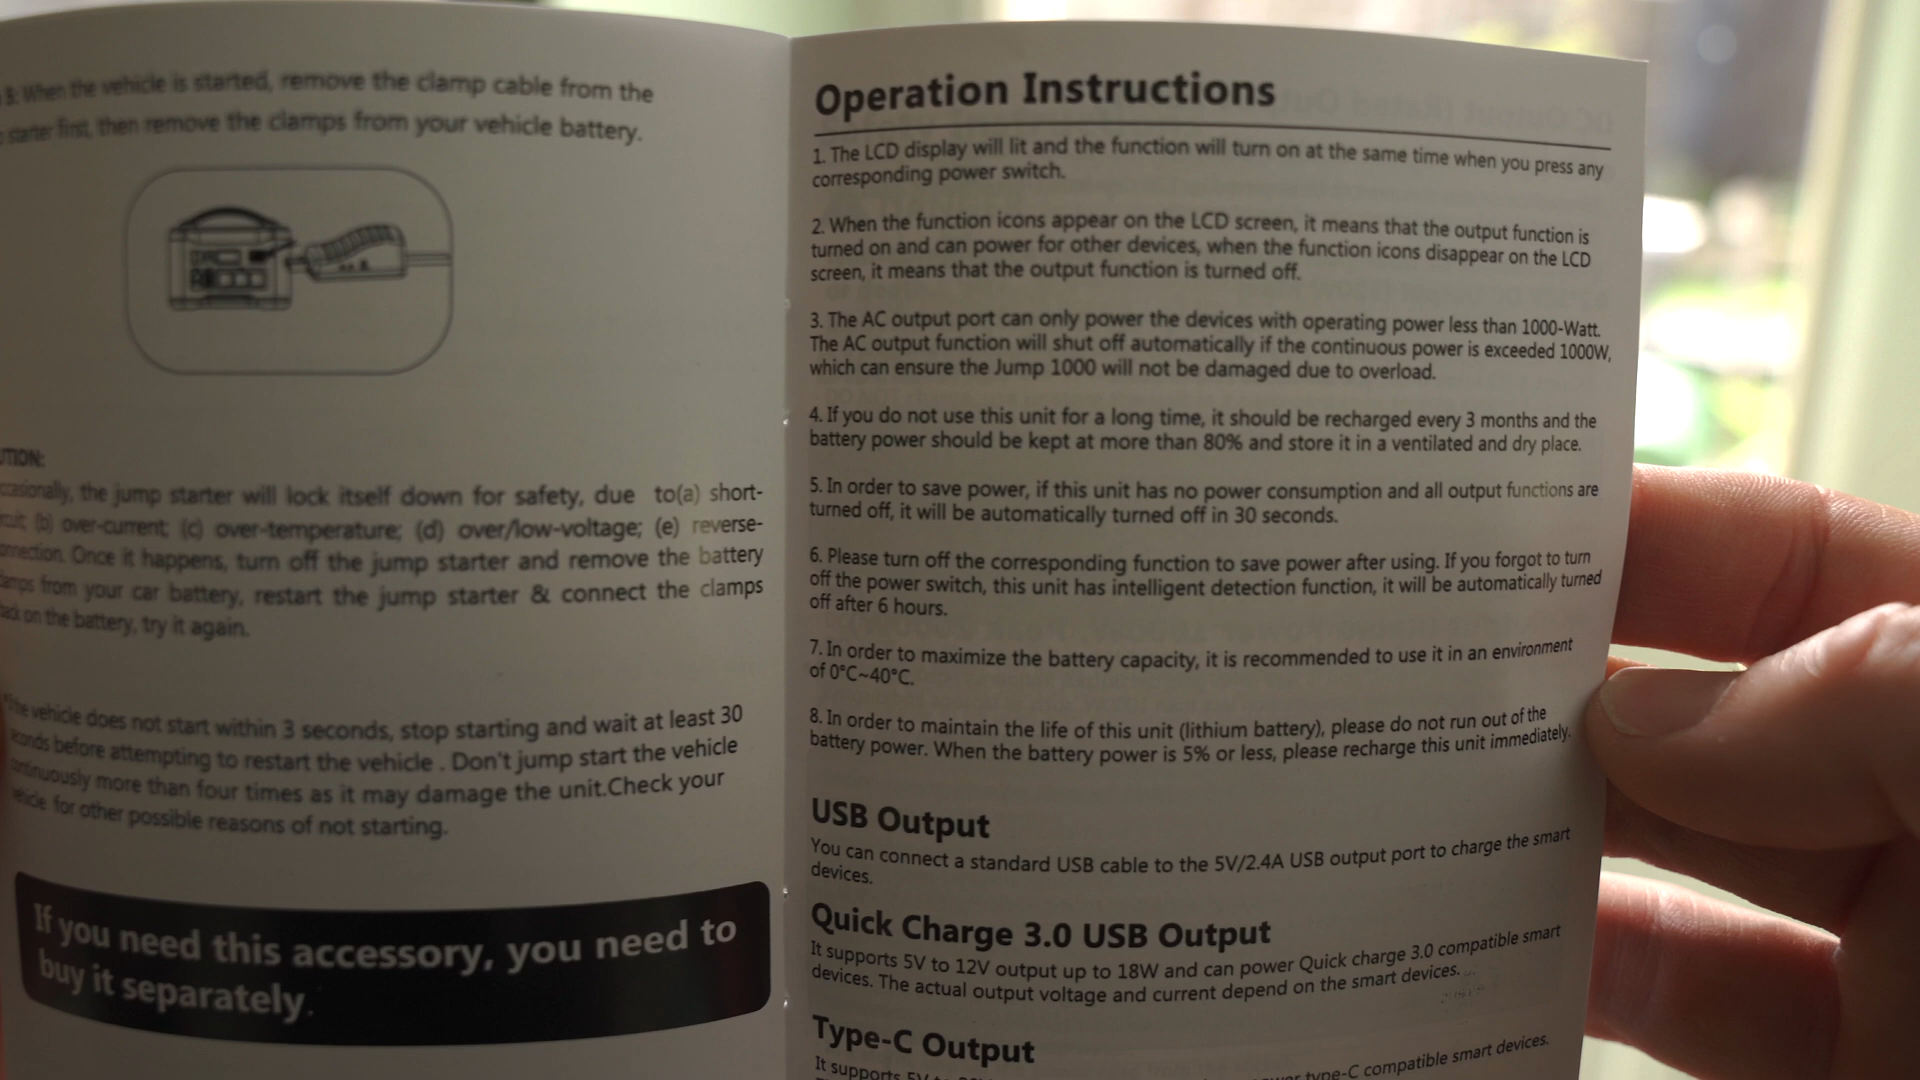 8: When the vehicle is started, remove the clamp cable from the
starter first, then remove the clamps from your vehicle battery.
UTION:
ccasionally, the jump starter will lock itself down for safety, due to(a) short-
rcuit; (b) over-current; (c) over-temperature; (d) over/low-voltage; (e) reverse-
onnection. Once it happens, turn off the jump starter and remove the battery
lamps from your car battery, restart the jump starter & connect the clamps
back on the battery, try it again.
the vehicle does not start within 3 seconds, stop starting and wait at least 30
conds before attempting to restart the vehicle . Don't jump start the vehicle
ontinuously more than four times as it may damage the unit.Check your
ehicle for other possible reasons of not starting.
If you need this accessory, you need to
buy it separately.
Operation Instructions
1. The LCD display will lit and the function will turn on at the same time when you press any
corresponding power switch.
2. When the function icons appear on the LCD screen, it means that the output function is
turned on and can power for other devices, when the function icons disappear on the LCD
screen, it means that the output function is turned off.
3. The AC output port can only power the devices with operating power less than 1000-Watt.
The AC output function will shut off automatically if the continuous power is exceeded 1000W,
which can ensure the Jump 1000 will not be damaged due to overload.
4. If you do not use this unit for a long time, it should be recharged every 3 months and the
battery power should be kept at more than 80% and store it in a ventilated and dry place.
5. In order to save power, if this unit has no power consumption and all output functions are
turned off, it will be automatically turned off in 30 seconds.
6. Please turn off the corresponding function to save power after using. If you forgot to turn
off the power switch, this unit has intelligent detection function, it will be automatically turned
off after 6 hours.
7. In order to maximize the battery capacity, it is recommended to use it in an environment
of 0°C~40°C.
8. In order to maintain the life of this unit (lithium battery), please do not run out of the
battery power. When the battery power is 5% or less, please recharge this unit immediately.
USB Output
You can connect a standard USB cable to the 5V/2.4A USB output port to charge the smart
devices.
Quick Charge 3.0 USB Output
It supports 5V to 12V output up to 18W and can power Quick charge 3.0 compatible smart
devices. The actual output voltage and current depend on the smart devices.
Type-C Output
It supports 5V type-C compatible smart devices.